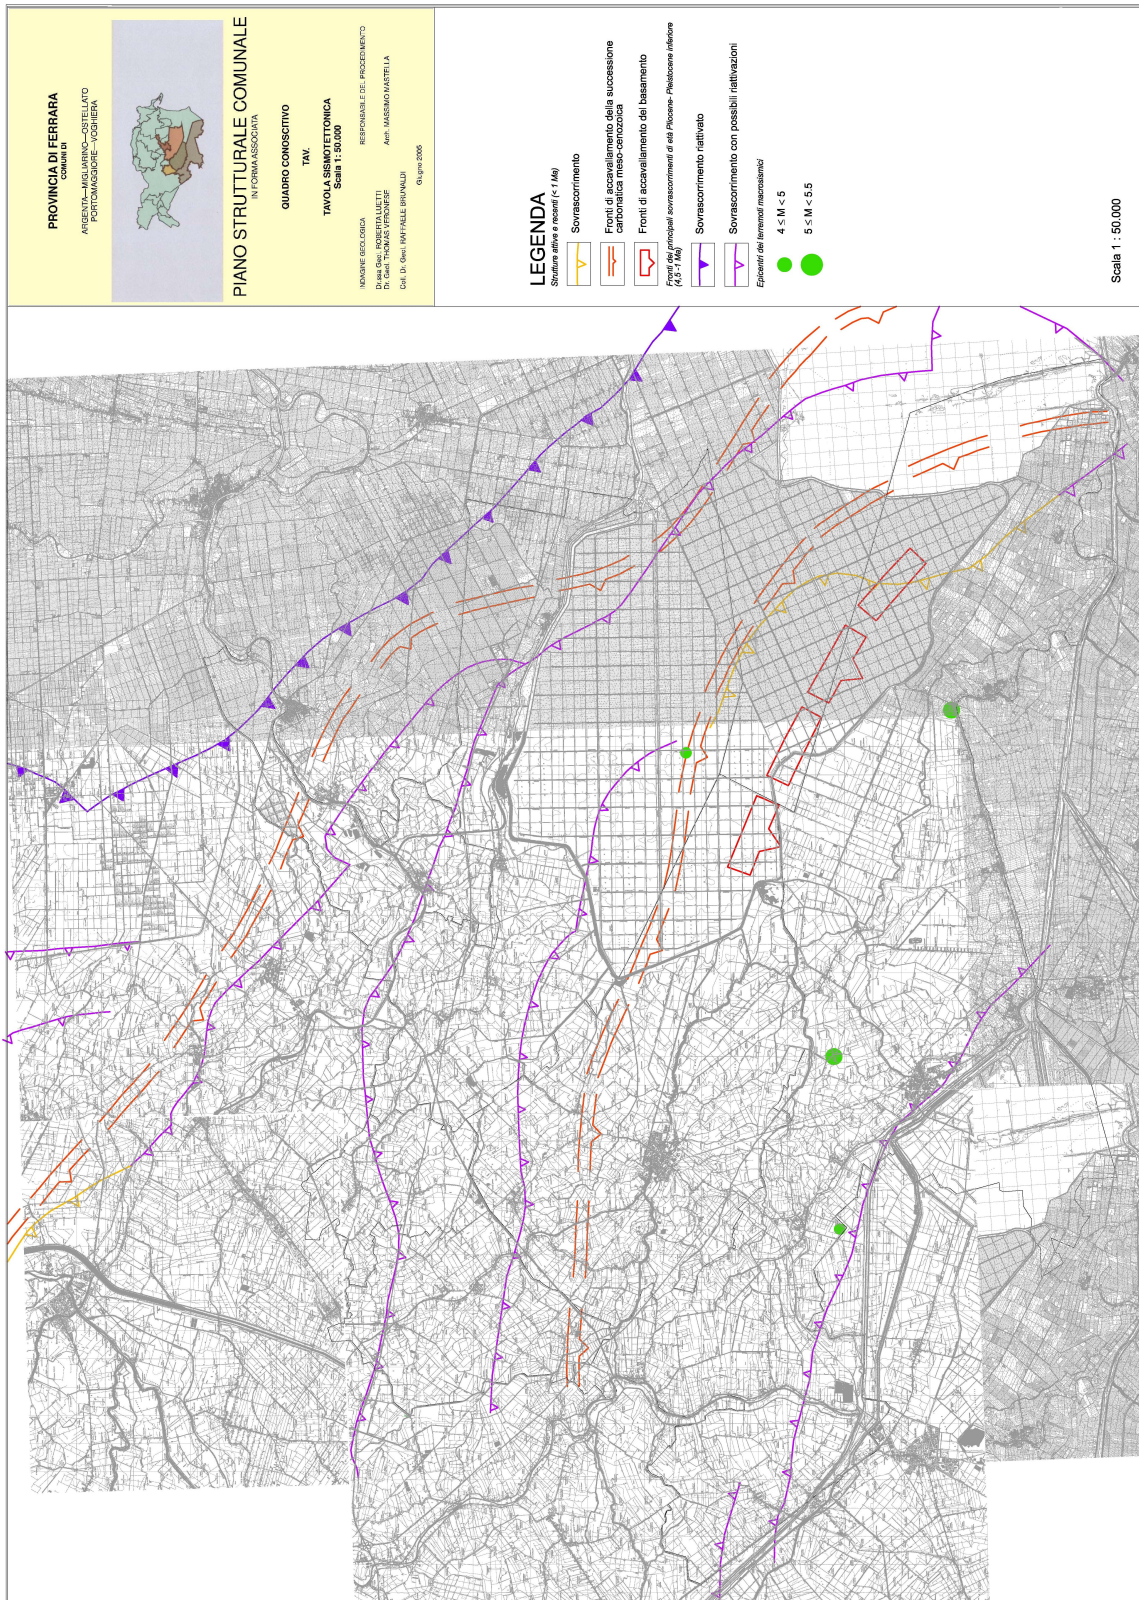 PROVINCIA DI FERRARA
COMUNI DI
ARGENTA—MIGLIARINO—OSTELLATO
PORTOMAGGIORE—VOGHIERA
PIANO STRUTTURALE COMUNALE
IN FORMA ASSOCIATA
QUADRO CONOSCITIVO
TAV.
TAVOLA SISMOTETTONICA
Scala 1: 50.000
INDAGINE GEOLOGICA
RESPONSABILE DEL PROCEDIMENTO
Dr.ssa Geol. ROBERTA LUETTI
Dr. Geol. THOMAS VERONESE
Arch. MASSIMO MASTELLA
Coll. Dr. Geol. RAFFAELE BRUNALDI
Giugno 2005
LEGENDA
Strutture attive e recenti (< 1 Ma)
Sovrascorrimento
Fronti di accavallamento della successione
carbonatica meso-cenozoica
Fronti di accavallamento del basamento
Fronti dei principali sovrascorrimenti di età Pliocene- Pleistocene inferiore
(4,5 -1 Ma)
Sovrascorrimento riattivato
Sovrascorrimento con possibili riattivazioni
Epicentri dei terremoti macrosismici
4 ≤ M < 5
5 ≤ M < 5.5
Scala 1 : 50.000